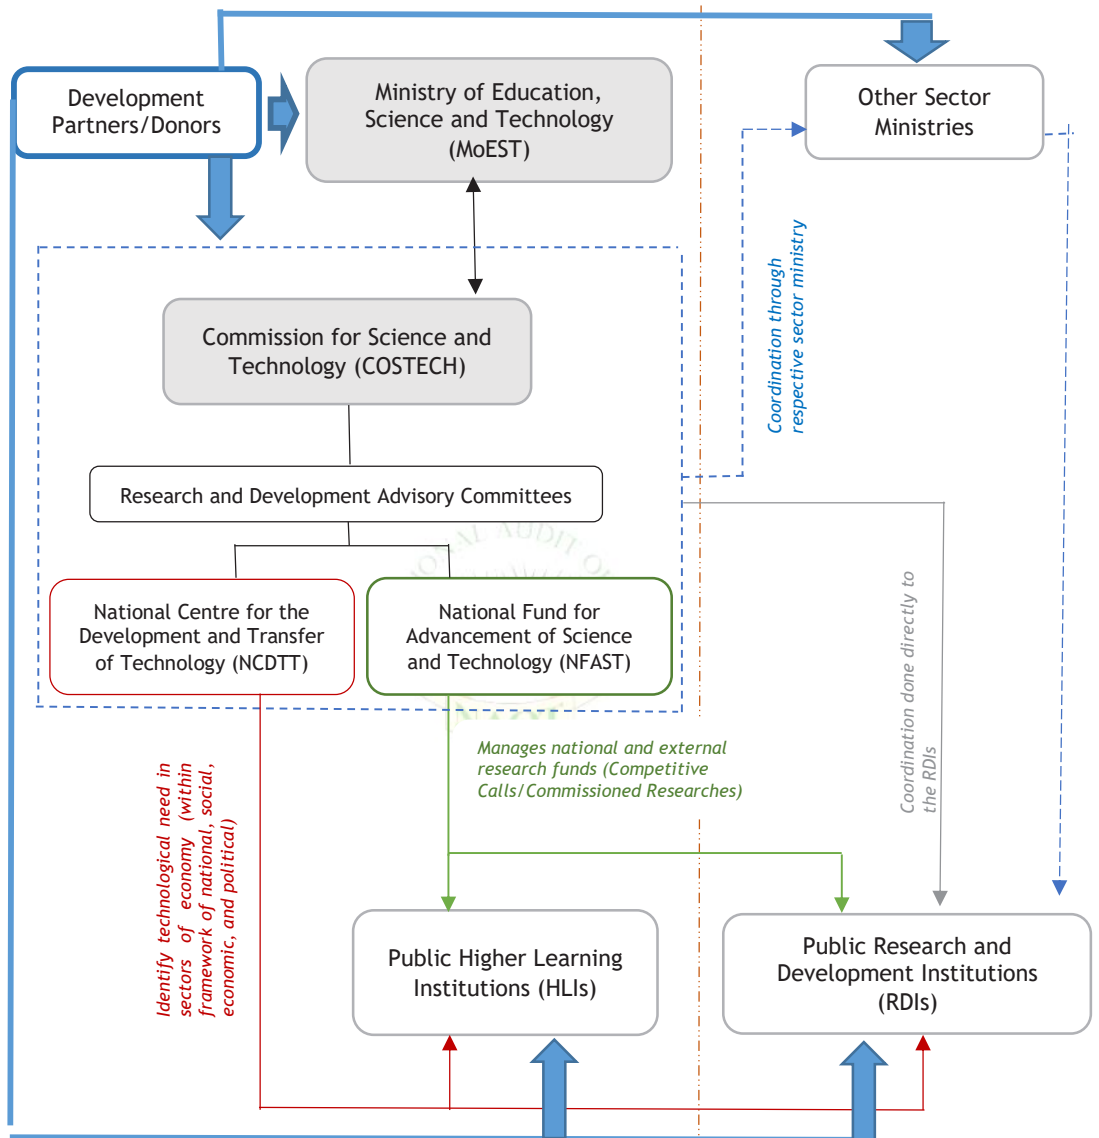 Development
Partners/Donors
Ministry of Education,
Science and Technology
(MoEST)
Other Sector
Ministries
Coordination through
respective sector ministry
Commission for Science and
Technology (COSTECH)
Research and Development Advisory Committees
National Centre for the
Development and Transfer
of Technology (NCDTT)
National Fund for
Advancement of Science
and Technology (NFAST)
Coordination done directly to
the RDIs
Manages national and external
research funds (Competitive
Calls/Commissioned Researches)
Identify technological need in
sectors of economy (within
framework of national, social,
economic, and political)
Public Higher Learning
Institutions (HLIs)
Public Research and
Development Institutions
(RDIs)